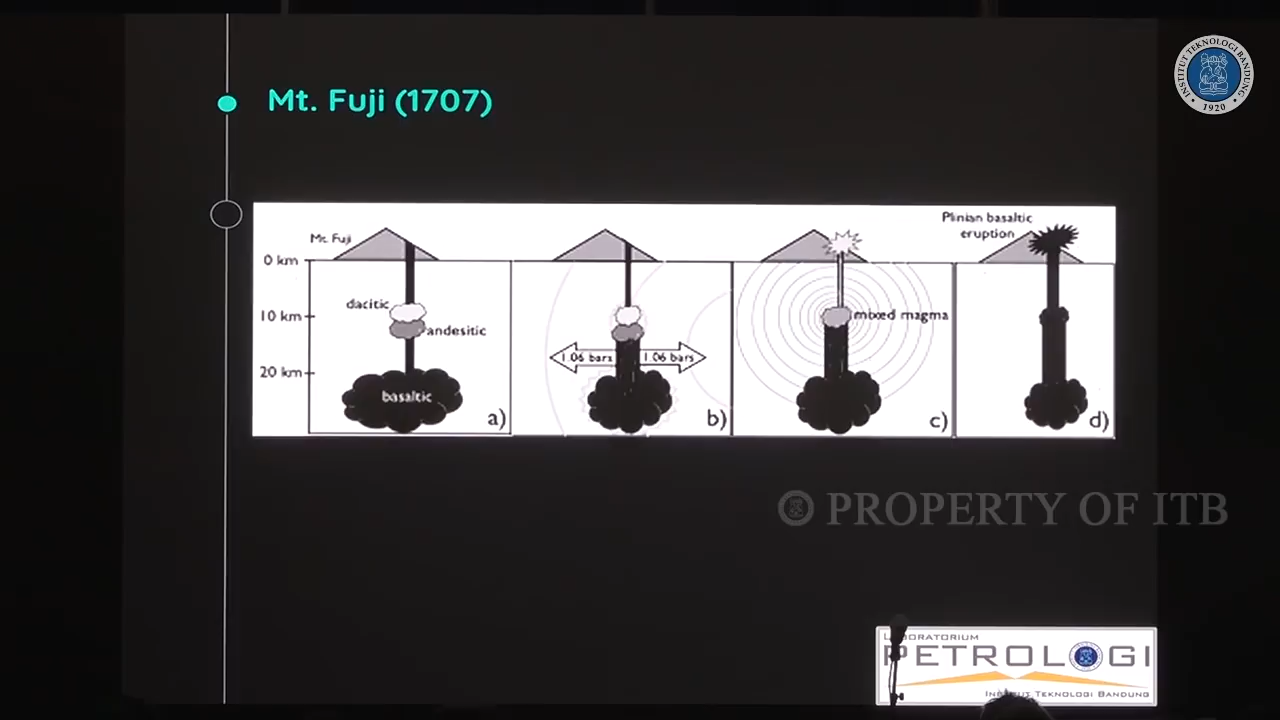 INSTITUT TEKNOLOGI BANDUNG
1920
Mt. Fuji (1707)
Plinian basaltic
eruption
Mt. Fuji
0 km
dacitic
10 km
andesitic
mixed magma
1.06 bars
1.06 bars
20 km
basaltic
a)
b)
c)
d)
PROPERTY OF ITB
LABORATORIUM
PETROLOGI
INSTITUT TEKNOLOGI BANDUNG